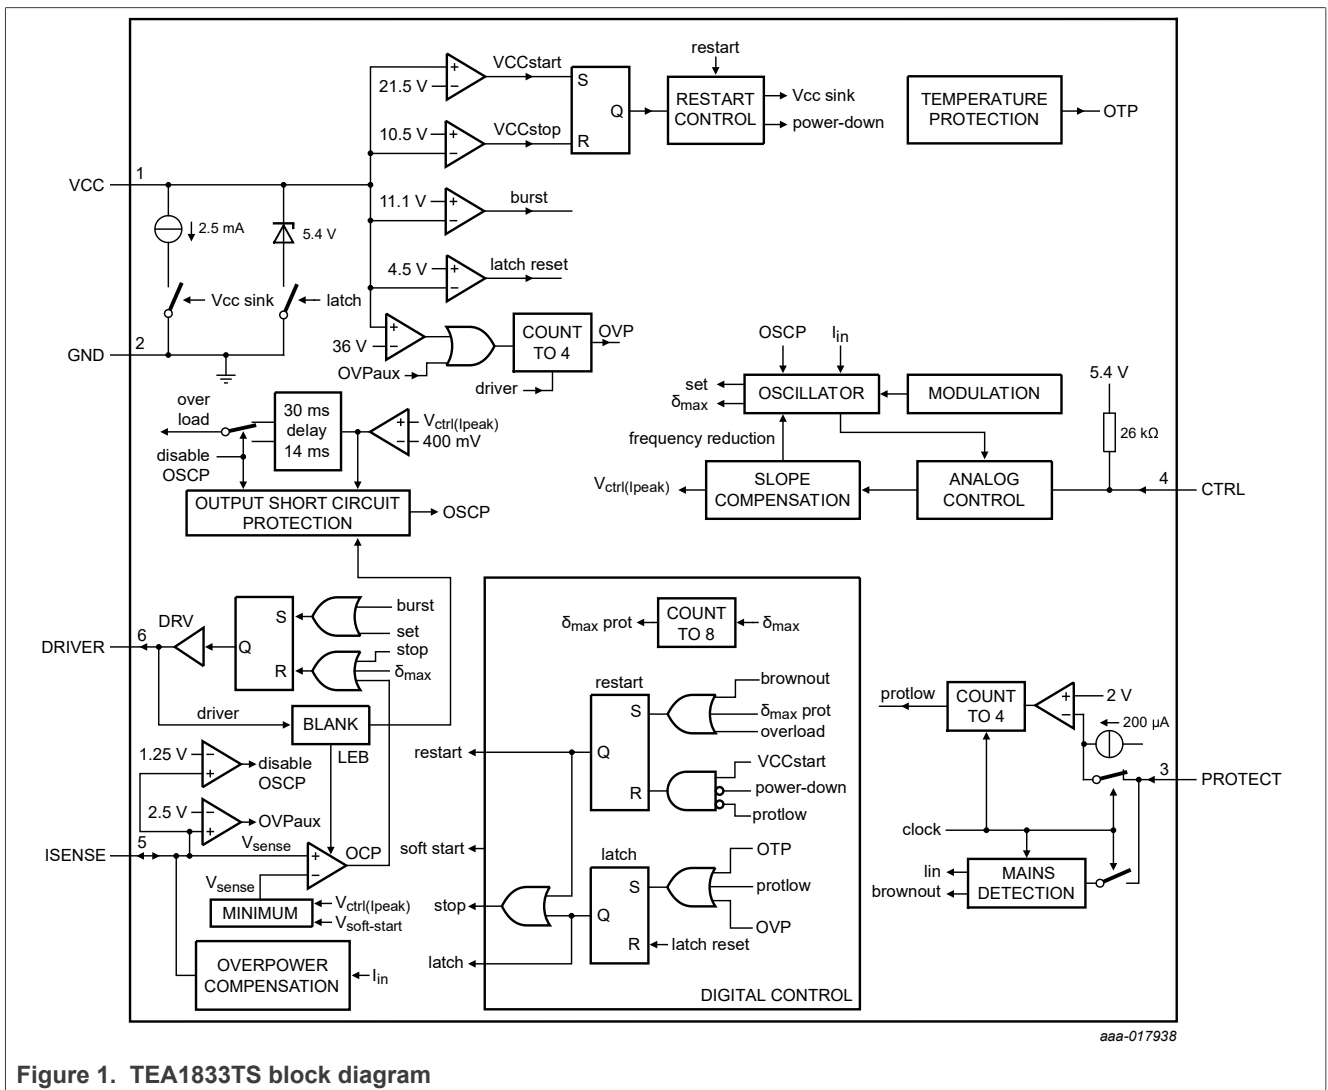 restart
VCCstart
21.5 V
S
Q
R
RESTART
CONTROL
Vcc sink
power-down
TEMPERATURE
PROTECTION
OTP
10.5 V
VCCstop
VCC
1
11.1 V
burst
2.5 mA
5.4 V
4.5 V
latch reset
Vcc sink
latch
GND
2
36 V
OVPaux
COUNT
TO 4
OVP
driver
OSCP
Iin
set
δmax
OSCILLATOR
MODULATION
5.4 V
26 kΩ
frequency reduction
Vctrl(Ipeak)
SLOPE
COMPENSATION
ANALOG
CONTROL
4
CTRL
over
load
30 ms
delay
14 ms
Vctrl(Ipeak)
400 mV
disable
OSCP
OUTPUT SHORT CIRCUIT
PROTECTION
OSCP
DRIVER
6
DRV
Q
S
R
burst
set
stop
δmax
driver
BLANK
LEB
1.25 V
disable
OSCP
2.5 V
OVPaux
ISENSE
5
Vsense
OCP
Vsense
MINIMUM
Vctrl(Ipeak)
Vsoft-start
OVERPOWER
COMPENSATION
Iin
δmax prot
COUNT
TO 8
δmax
restart
S
Q
R
brownout
δmax prot
overload
VCCstart
power-down
protlow
restart
soft start
stop
latch
latch
S
Q
R
OTP
protlow
OVP
latch reset
DIGITAL CONTROL
protlow
COUNT
TO 4
2 V
200 μA
3
PROTECT
clock
Iin
brownout
MAINS
DETECTION
aaa-017938
Figure 1. TEA1833TS block diagram